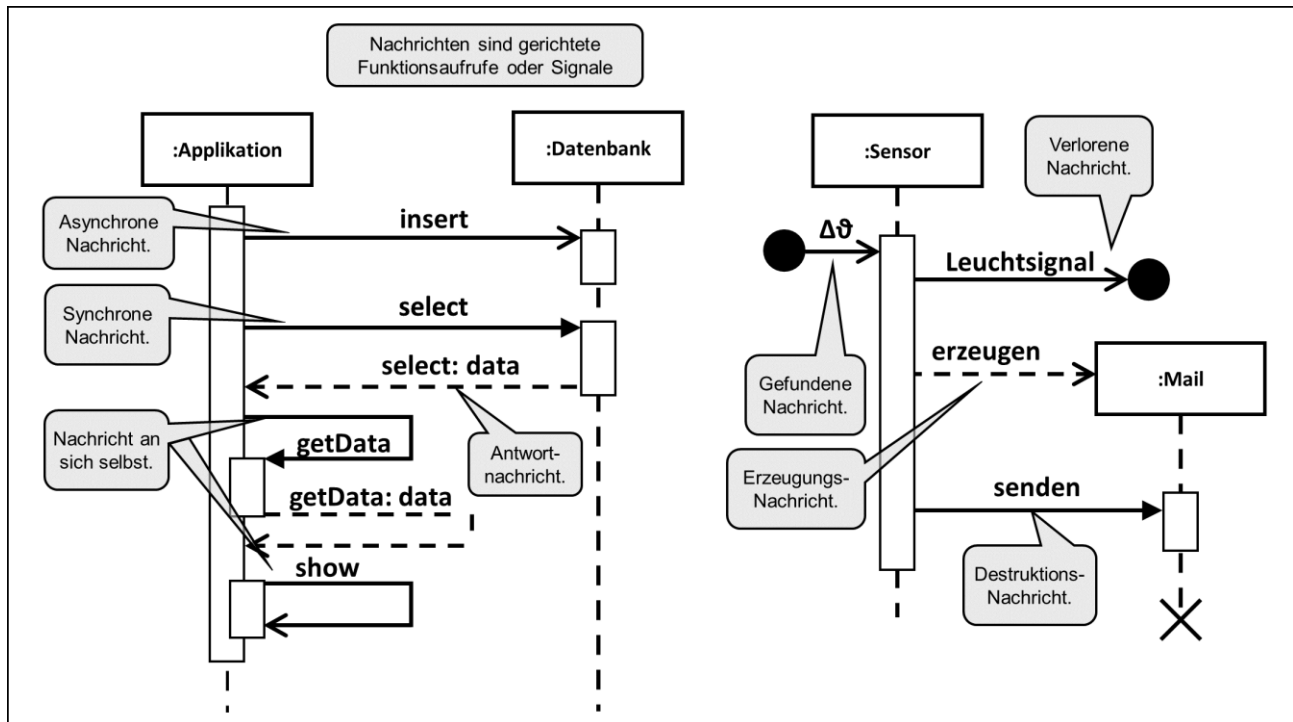 Nachrichten sind gerichtete
Funktionsaufrufe oder Signale
:Applikation
:Datenbank
Asynchrone
Nachricht.
insert
Synchrone
Nachricht.
select
select: data
Nachricht an
sich selbst.
getData
Antwort-
nachricht.
getData: data
show
:Sensor
Verlorene
Nachricht.
Δϑ
Leuchtsignal
Gefundene
Nachricht.
erzeugen
:Mail
Erzeugungs-
Nachricht.
senden
Destruktions-
Nachricht.